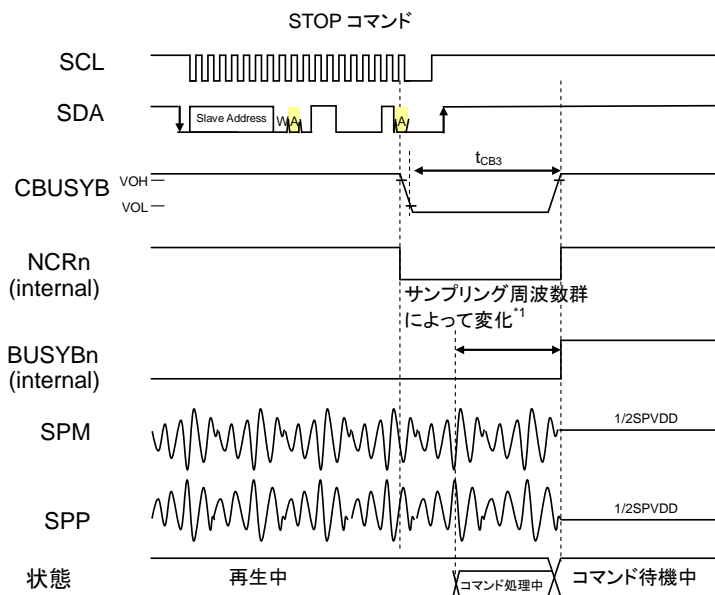 STOP コマンド
SCL
SDA
Slave Address
W
A
A
tCB3
CBUSYB
VOH
VOL
NCRn
(internal)
サンプリング周波数群
によって変化*1
BUSYBn
(internal)
SPM
1/2SPVDD
SPP
1/2SPVDD
状態
再生中
コマンド処理中
コマンド待機中